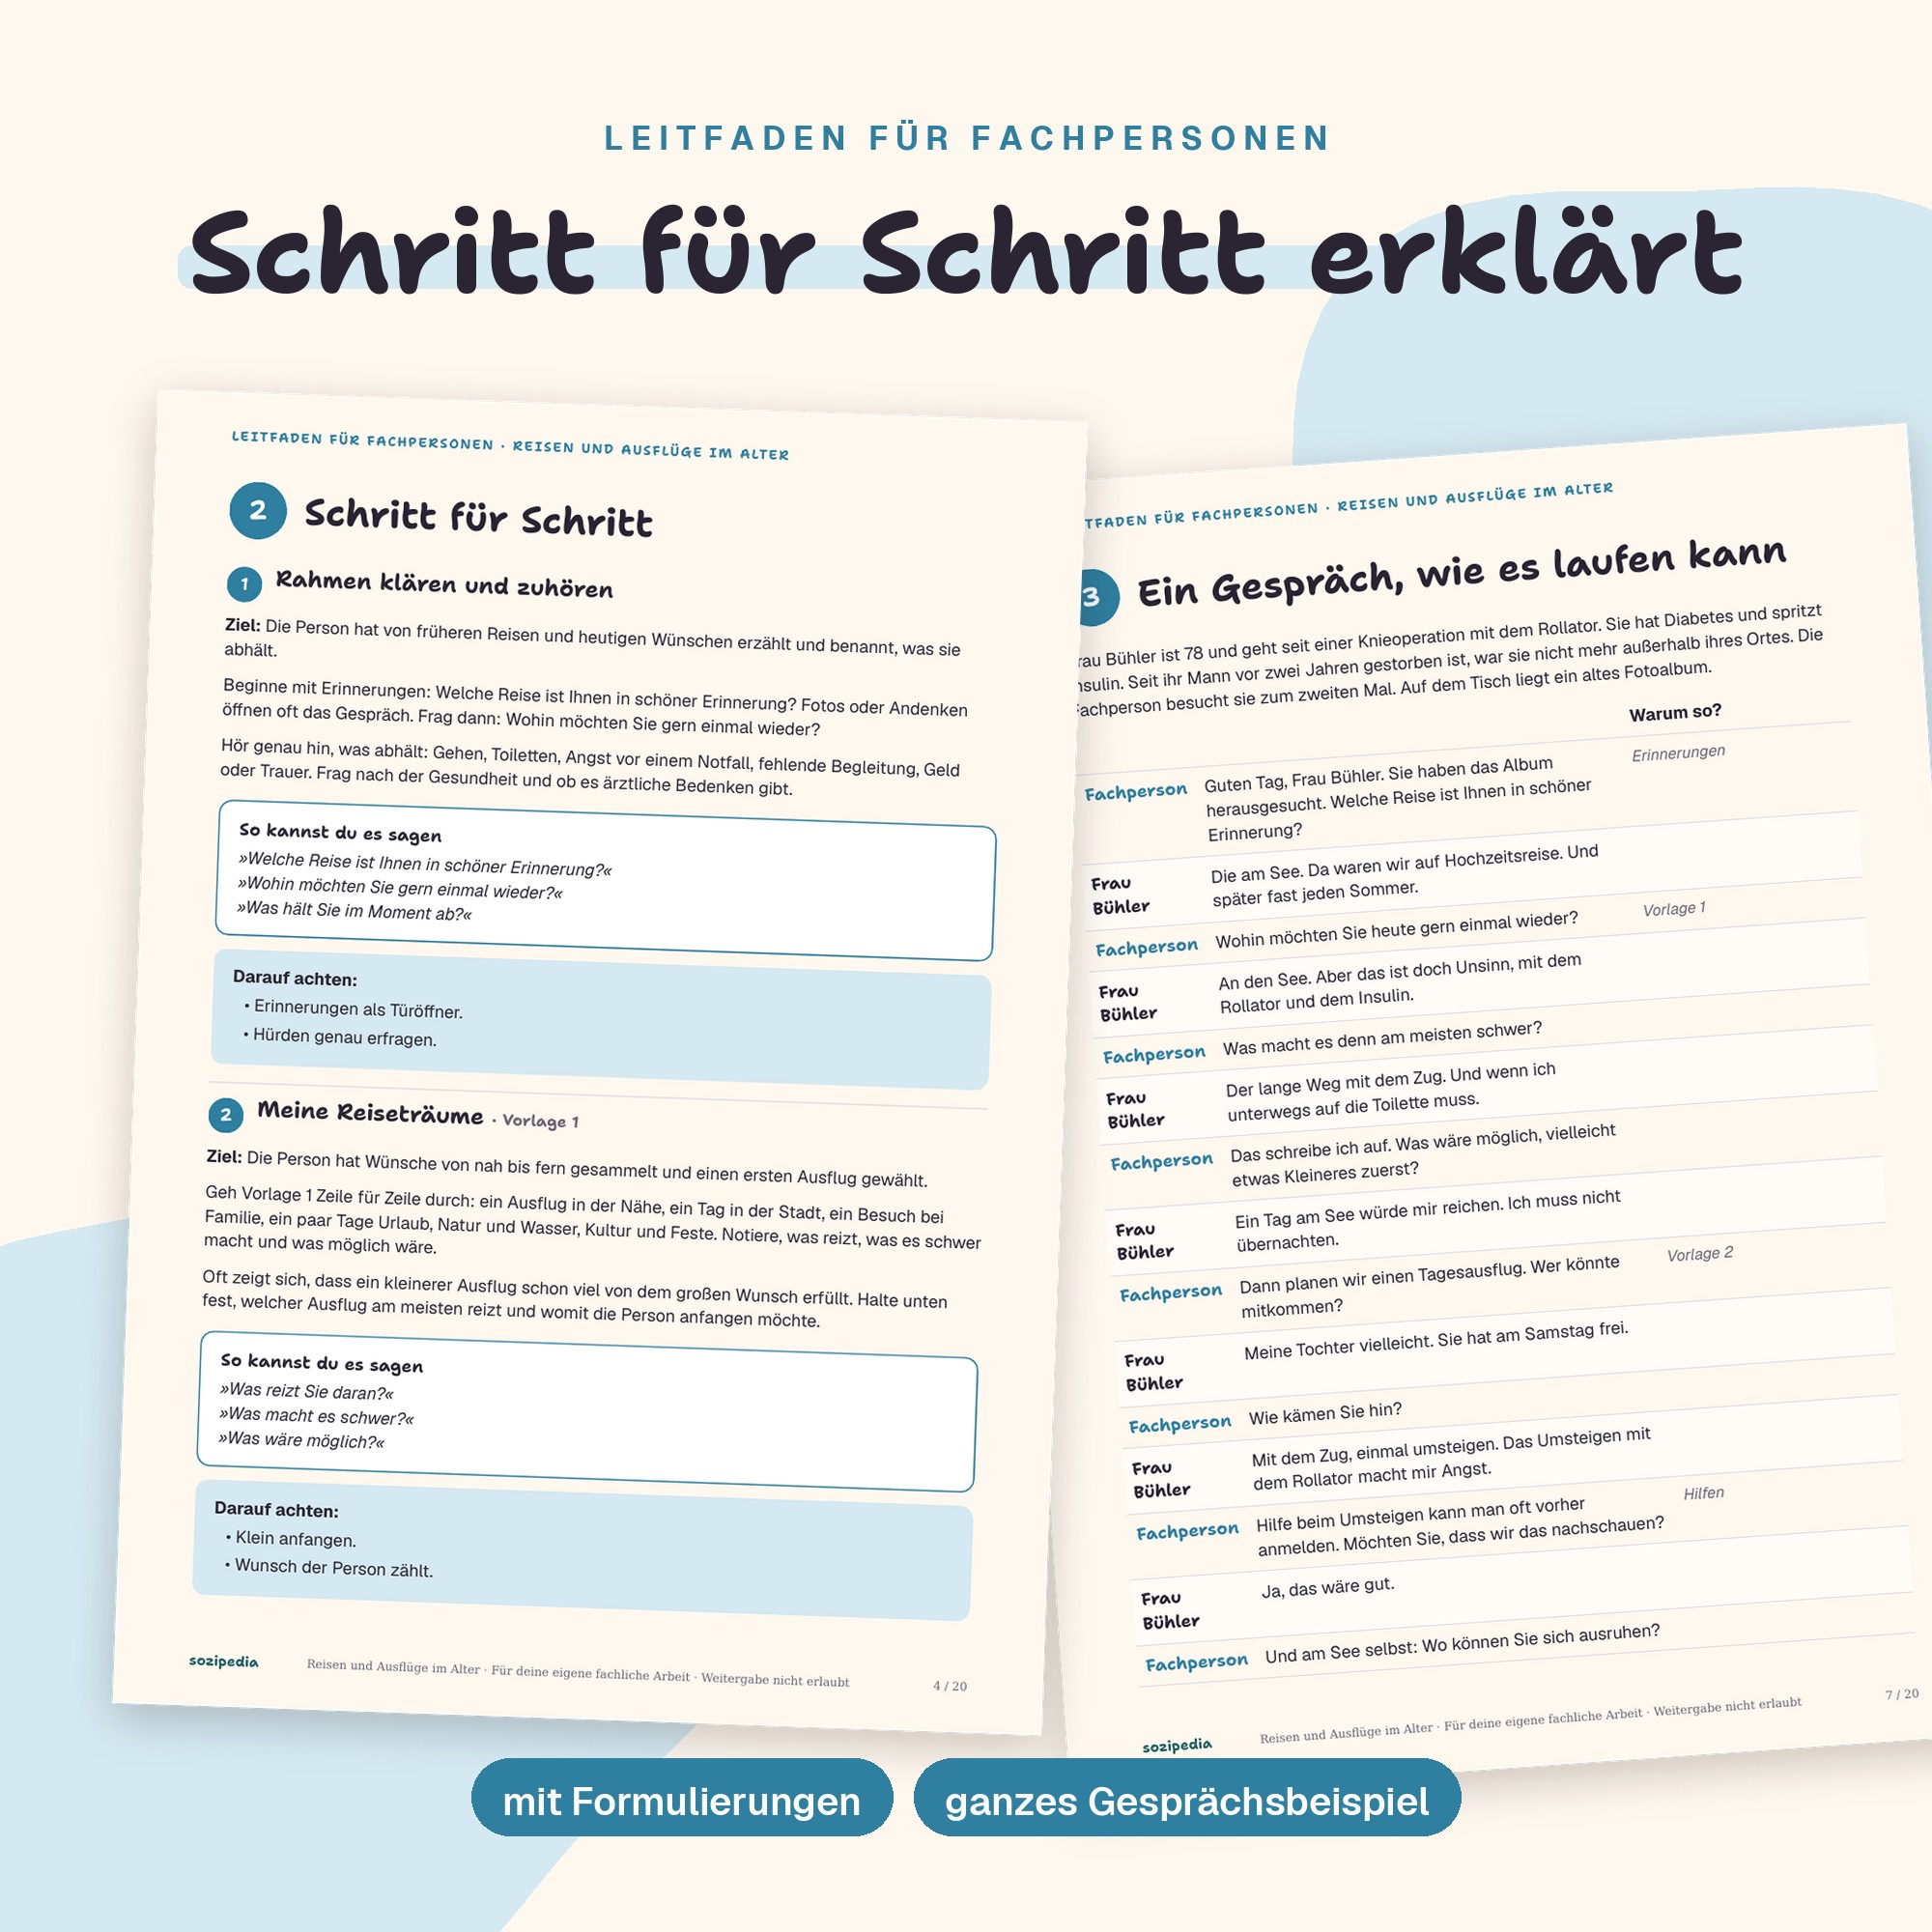 LEITFADEN FÜR FACHPERSONEN
Schritt für Schritt erklärt
LEITFADEN FÜR FACHPERSONEN · REISEN UND AUSFLÜGE IM ALTER
2 Schritt für Schritt
1 Rahmen klären und zuhören
Ziel: Die Person hat von früheren Reisen und heutigen Wünschen erzählt und benannt, was sie
abhält.
Beginne mit Erinnerungen: Welche Reise ist Ihnen in schöner Erinnerung? Fotos oder Andenken
öffnen oft das Gespräch. Frag dann: Wohin möchten Sie gern einmal wieder?
Hör genau hin, was abhält: Gehen, Toiletten, Angst vor einem Notfall, fehlende Begleitung, Geld
oder Trauer. Frag nach der Gesundheit und ob es ärztliche Bedenken gibt.
So kannst du es sagen
»Welche Reise ist Ihnen in schöner Erinnerung?«
»Wohin möchten Sie gern einmal wieder?«
»Was hält Sie im Moment ab?«
Darauf achten:
• Erinnerungen als Türöffner.
• Hürden genau erfragen.
2 Meine Reiseträume · Vorlage 1
Ziel: Die Person hat Wünsche von nah bis fern gesammelt und einen ersten Ausflug gewählt.
Geh Vorlage 1 Zeile für Zeile durch: ein Ausflug in der Nähe, ein Tag in der Stadt, ein Besuch bei
Familie, ein paar Tage Urlaub, Natur und Wasser, Kultur und Feste. Notiere, was reizt, was es schwer
macht und was möglich wäre.
Oft zeigt sich, dass ein kleinerer Ausflug schon viel von dem großen Wunsch erfüllt. Halte unten
fest, welcher Ausflug am meisten reizt und womit die Person anfangen möchte.
So kannst du es sagen
»Was reizt Sie daran?«
»Was macht es schwer?«
»Was wäre möglich?«
Darauf achten:
• Klein anfangen.
• Wunsch der Person zählt.
sozipedia Reisen und Ausflüge im Alter · Für deine eigene fachliche Arbeit · Weitergabe nicht erlaubt 4 / 20
TFADEN FÜR FACHPERSONEN · REISEN UND AUSFLÜGE IM ALTER
3 Ein Gespräch, wie es laufen kann
rau Bühler ist 78 und geht seit einer Knieoperation mit dem Rollator. Sie hat Diabetes und spritzt
nsulin. Seit ihr Mann vor zwei Jahren gestorben ist, war sie nicht mehr außerhalb ihres Ortes. Die
Fachperson besucht sie zum zweiten Mal. Auf dem Tisch liegt ein altes Fotoalbum.
Warum so?
Fachperson Guten Tag, Frau Bühler. Sie haben das Album Erinnerungen
herausgesucht. Welche Reise ist Ihnen in schöner
Erinnerung?
Frau Die am See. Da waren wir auf Hochzeitsreise. Und
Bühler später fast jeden Sommer.
Fachperson Wohin möchten Sie heute gern einmal wieder? Vorlage 1
Frau An den See. Aber das ist doch Unsinn, mit dem
Bühler Rollator und dem Insulin.
Fachperson Was macht es denn am meisten schwer?
Frau Der lange Weg mit dem Zug. Und wenn ich
Bühler unterwegs auf die Toilette muss.
Fachperson Das schreibe ich auf. Was wäre möglich, vielleicht
etwas Kleineres zuerst?
Frau Ein Tag am See würde mir reichen. Ich muss nicht
Bühler übernachten.
Fachperson Dann planen wir einen Tagesausflug. Wer könnte Vorlage 2
mitkommen?
Frau Meine Tochter vielleicht. Sie hat am Samstag frei.
Bühler
Fachperson Wie kämen Sie hin?
Frau Mit dem Zug, einmal umsteigen. Das Umsteigen mit
Bühler dem Rollator macht mir Angst.
Fachperson Hilfe beim Umsteigen kann man oft vorher Hilfen
anmelden. Möchten Sie, dass wir das nachschauen?
Frau Ja, das wäre gut.
Bühler
Fachperson Und am See selbst: Wo können Sie sich ausruhen?
sozipedia Reisen und Ausflüge im Alter · Für deine eigene fachliche Arbeit · Weitergabe nicht erlaubt 7 / 20
mit Formulierungen
ganzes Gesprächsbeispiel